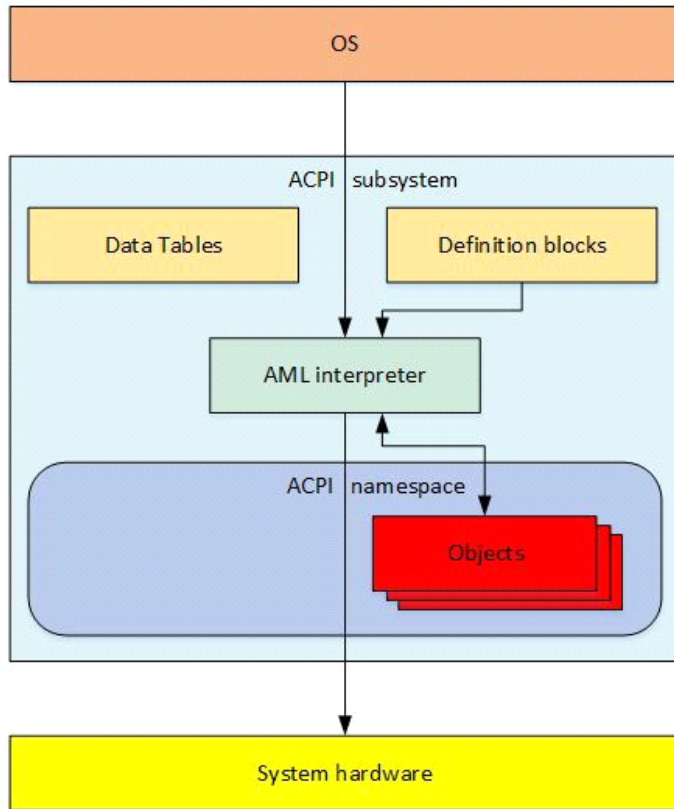 OS
ACPI subsystem
Data Tables
Definition blocks
AML interpreter
ACPI namespace
Objects
System hardware